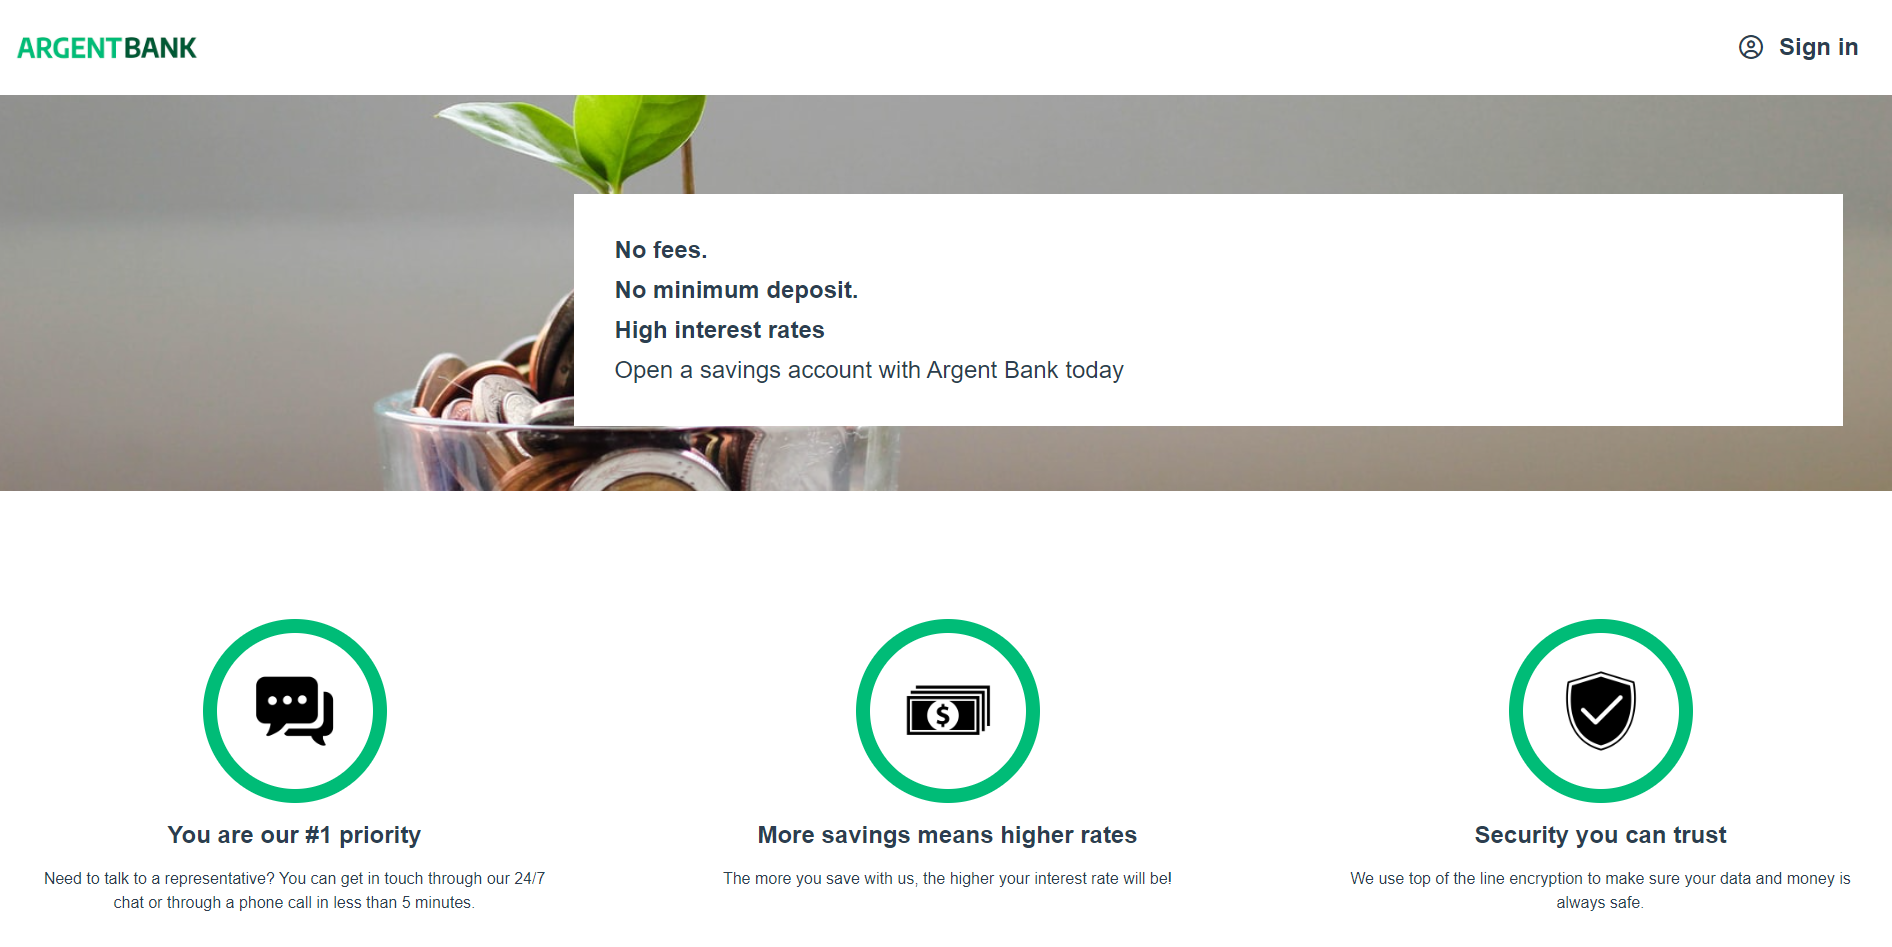 ARGENTBANK
Sign in
No fees.
No minimum deposit.
High interest rates
Open a savings account with Argent Bank today
You are our #1 priority
Need to talk to a representative? You can get in touch through our 24/7
chat or through a phone call in less than 5 minutes.
$
More savings means higher rates
The more you save with us, the higher your interest rate will be!
Security you can trust
We use top of the line encryption to make sure your data and money is
always safe.